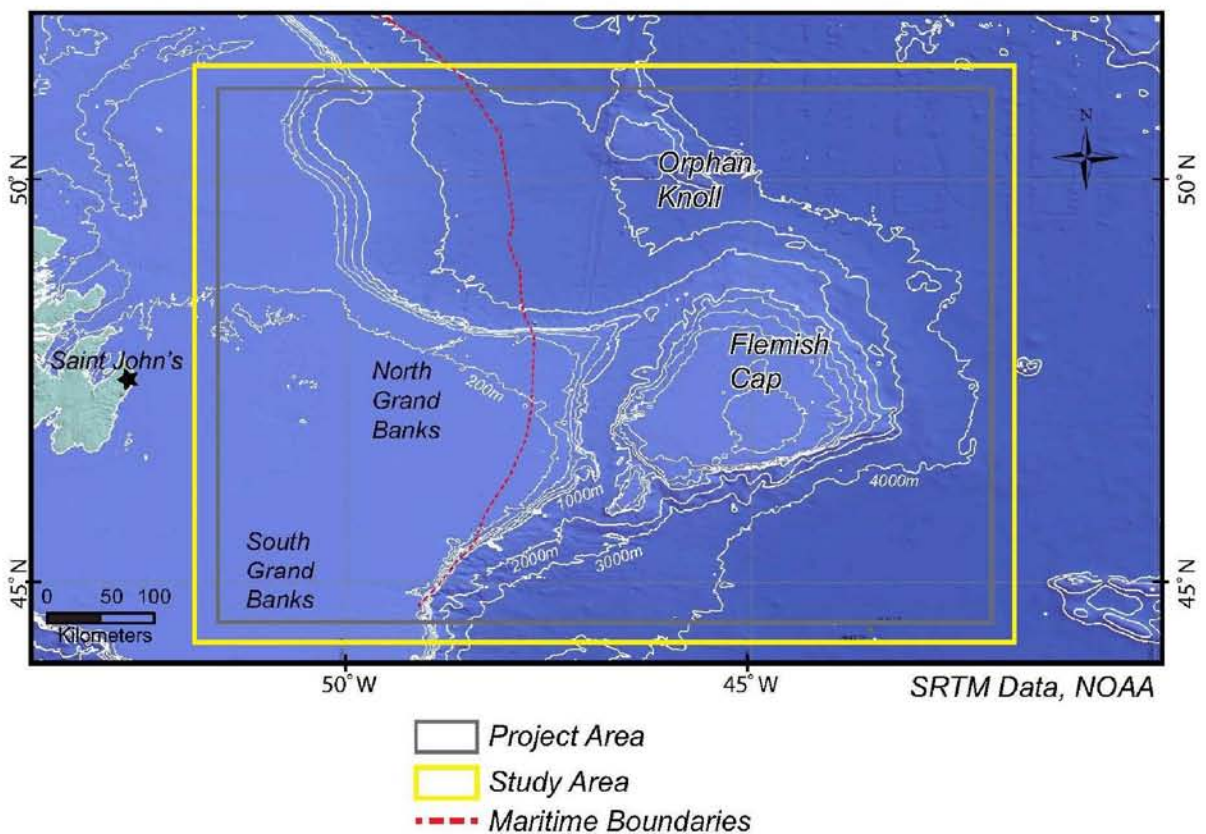 N
50°N
50°N
Orphan
Knoll
Flemish
Cap
Saint John's
North
Grand
Banks
200m
1000m
4000m
2000m
3000m
South
Grand
Banks
45°N
45°N
0 50 100
Kilometers
50°W
45°W
SRTM Data, NOAA
Project Area
Study Area
Maritime Boundaries